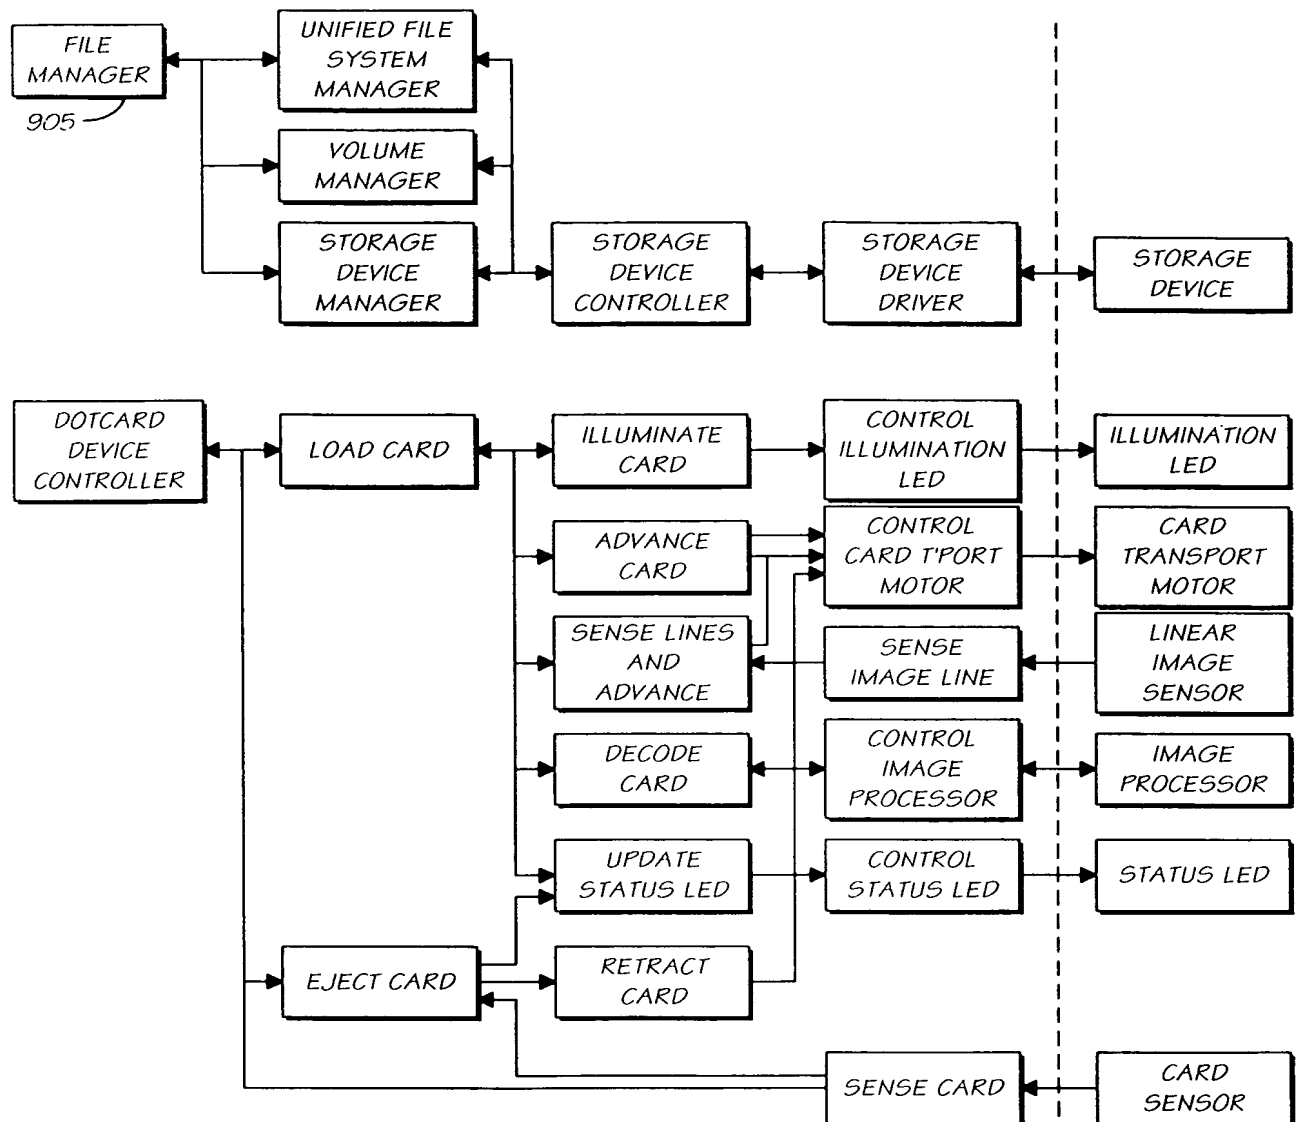 FILE
MANAGER
905
UNIFIED FILE
SYSTEM
MANAGER
VOLUME
MANAGER
STORAGE
DEVICE
MANAGER
STORAGE
DEVICE
CONTROLLER
STORAGE
DEVICE
DRIVER
STORAGE
DEVICE
DOTCARD
DEVICE
CONTROLLER
LOAD CARD
ILLUMINATE
CARD
CONTROL
ILLUMINATION
LED
ILLUMINATION
LED
ADVANCE
CARD
CONTROL
CARD T'PORT
MOTOR
CARD
TRANSPORT
MOTOR
SENSE LINES
AND
ADVANCE
SENSE
IMAGE LINE
LINEAR
IMAGE
SENSOR
DECODE
CARD
CONTROL
IMAGE
PROCESSOR
IMAGE
PROCESSOR
UPDATE
STATUS LED
CONTROL
STATUS LED
STATUS LED
EJECT CARD
RETRACT
CARD
SENSE CARD
CARD
SENSOR